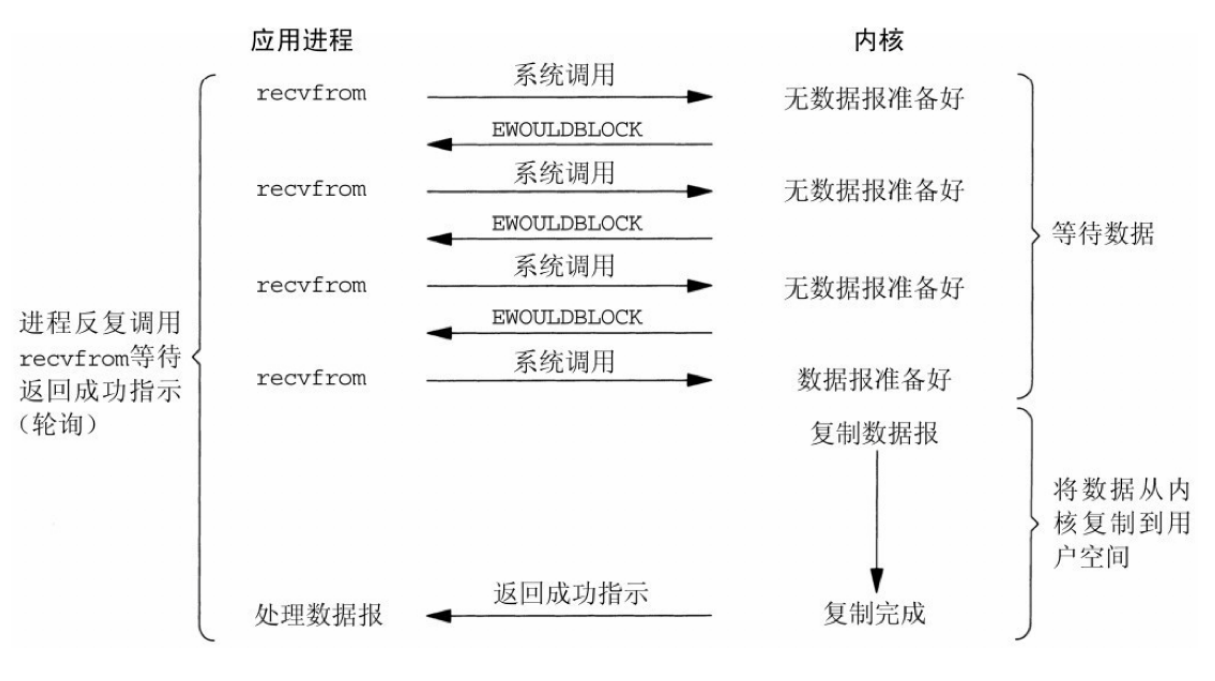 应用进程
内核
recvfrom
系统调用
无数据报准备好
EWOULDBLOCK
recvfrom
系统调用
无数据报准备好
EWOULDBLOCK
recvfrom
系统调用
无数据报准备好
EWOULDBLOCK
recvfrom
系统调用
数据报准备好
等待数据
进程反复调用
recvfrom等待
返回成功指示
（轮询）
复制数据报
将数据从内
核复制到用
户空间
处理数据报
返回成功指示
复制完成